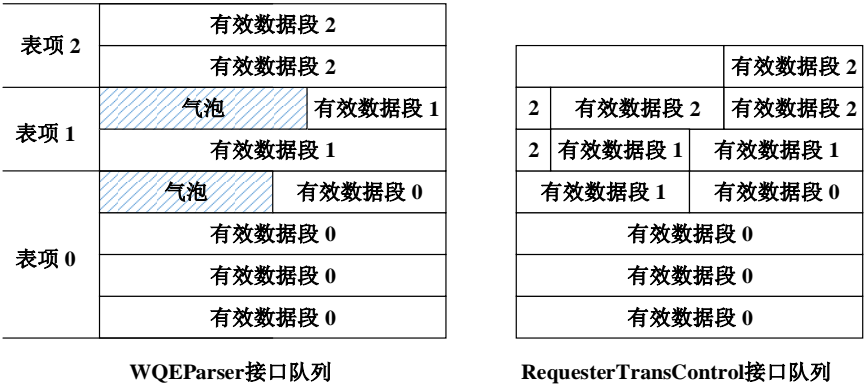 表项 2
有效数据段 2
有效数据段 2
表项 1
气泡 有效数据段 1
有效数据段 1
表项 0
气泡 有效数据段 0
有效数据段 0
有效数据段 0
有效数据段 0
WQEParser接口队列
有效数据段 2
2 有效数据段 2 有效数据段 2
2 有效数据段 1 有效数据段 1
有效数据段 1 有效数据段 0
有效数据段 0
有效数据段 0
有效数据段 0
RequesterTransControl接口队列